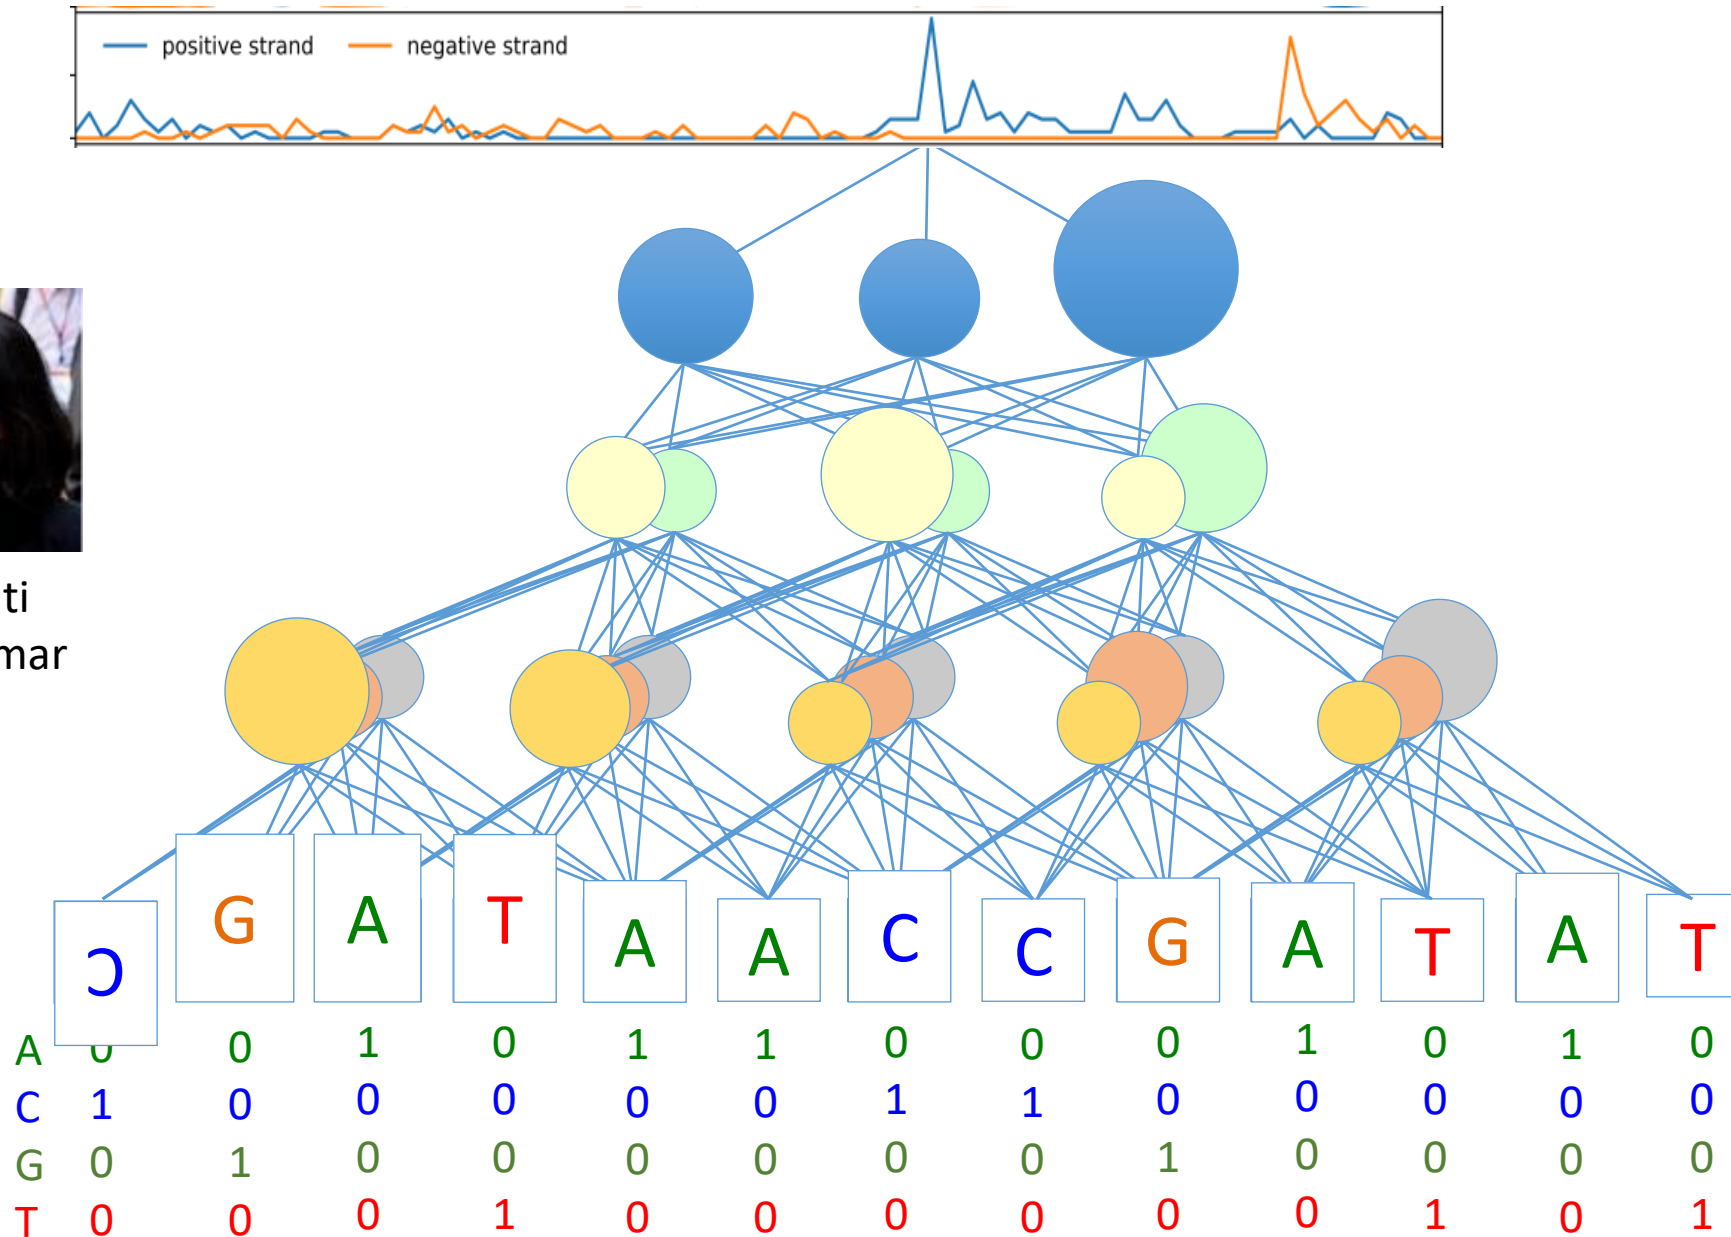 positive strand negative strand
ti
mar
C G A T A A C C G A T A T
A 0 0 1 0 1 1 0 0 0 1 0 1 0
C 1 0 0 0 0 0 1 1 0 0 0 0 0
G 0 1 0 0 0 0 0 0 1 0 0 0 0
T 0 0 0 1 0 0 0 0 0 0 1 0 1